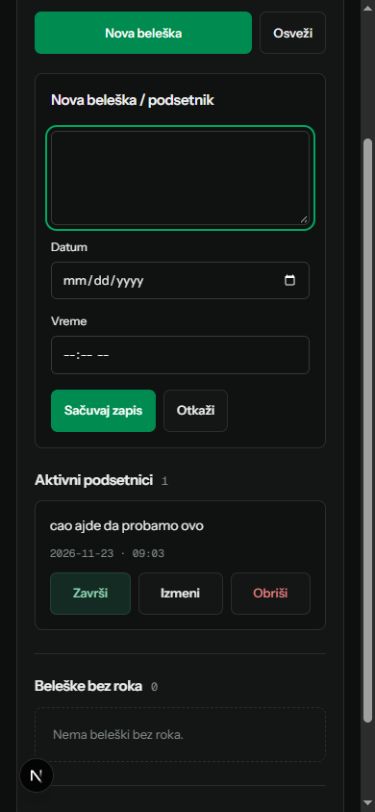 Nova beleška
Osveži
Nova beleška / podsetnik
Datum
mm/dd/yyyy
Vreme
--:-- --
Sačuvaj zapis
Otkaži
Aktivni podsetnici 1
cao ajde da probamo ovo
2026-11-23 · 09:03
Završi
Izmeni
Obriši
Beleške bez roka 0
Nema beleški bez roka.
N